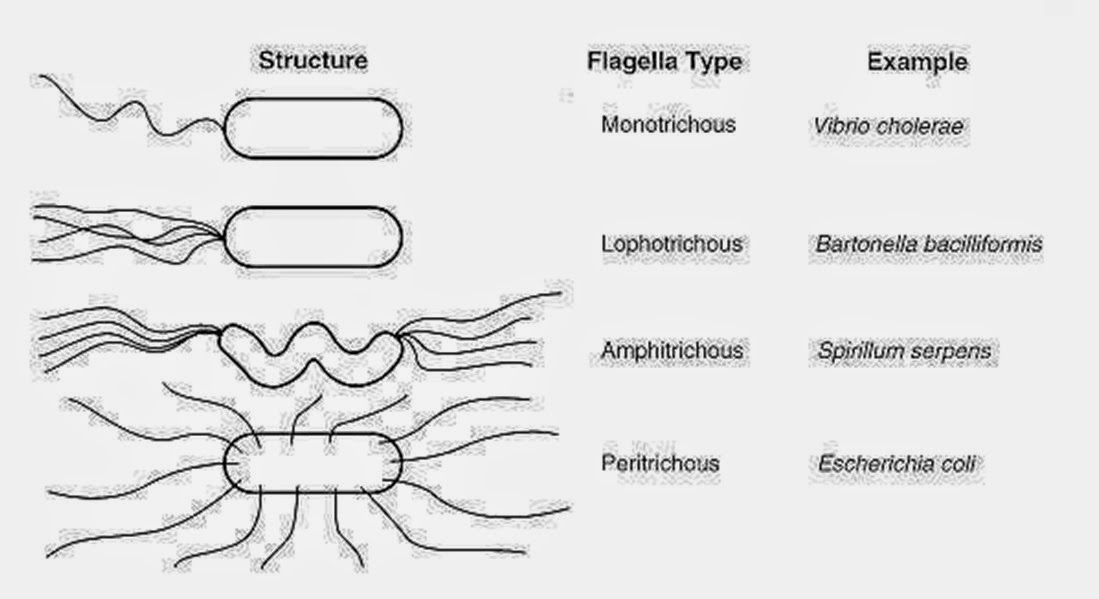 Structure Flagella Type Example
Monotrichous Vibrio cholerae
Lophotrichous Bartonella bacilliformis
Amphitrichous Spirillum serpens
Peritrichous Escherichia coli